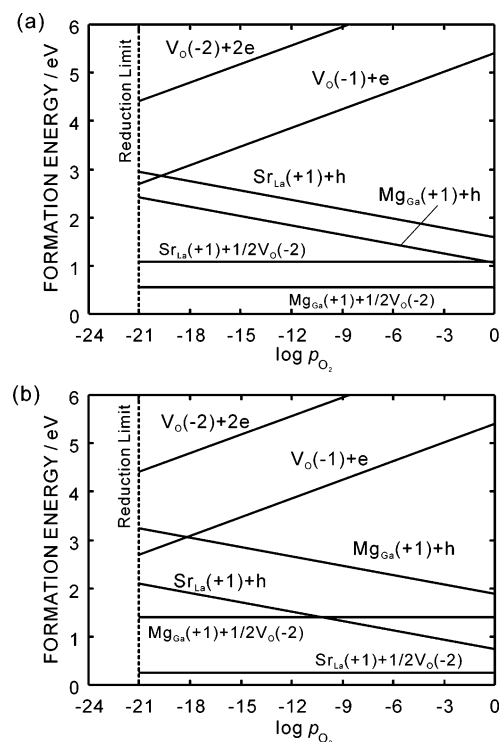 (a)
FORMATION ENERGY / eV
6
5
4
3
2
1
0
Reduction Limit
V_O(-2)+2e
V_O(-1)+e
Sr_La(+1)+h
Mg_Ga(+1)+h
Sr_La(+1)+1/2V_O(-2)
Mg_Ga(+1)+1/2V_O(-2)
-24 -21 -18 -15 -12 -9 -6 -3 0
log p_O₂
(b)
FORMATION ENERGY / eV
6
5
4
3
2
1
0
Reduction Limit
V_O(-2)+2e
V_O(-1)+e
Mg_Ga(+1)+h
Sr_La(+1)+h
Mg_Ga(+1)+1/2V_O(-2)
Sr_La(+1)+1/2V_O(-2)
-24 -21 -18 -15 -12 -9 -6 -3 0
log p_O₂